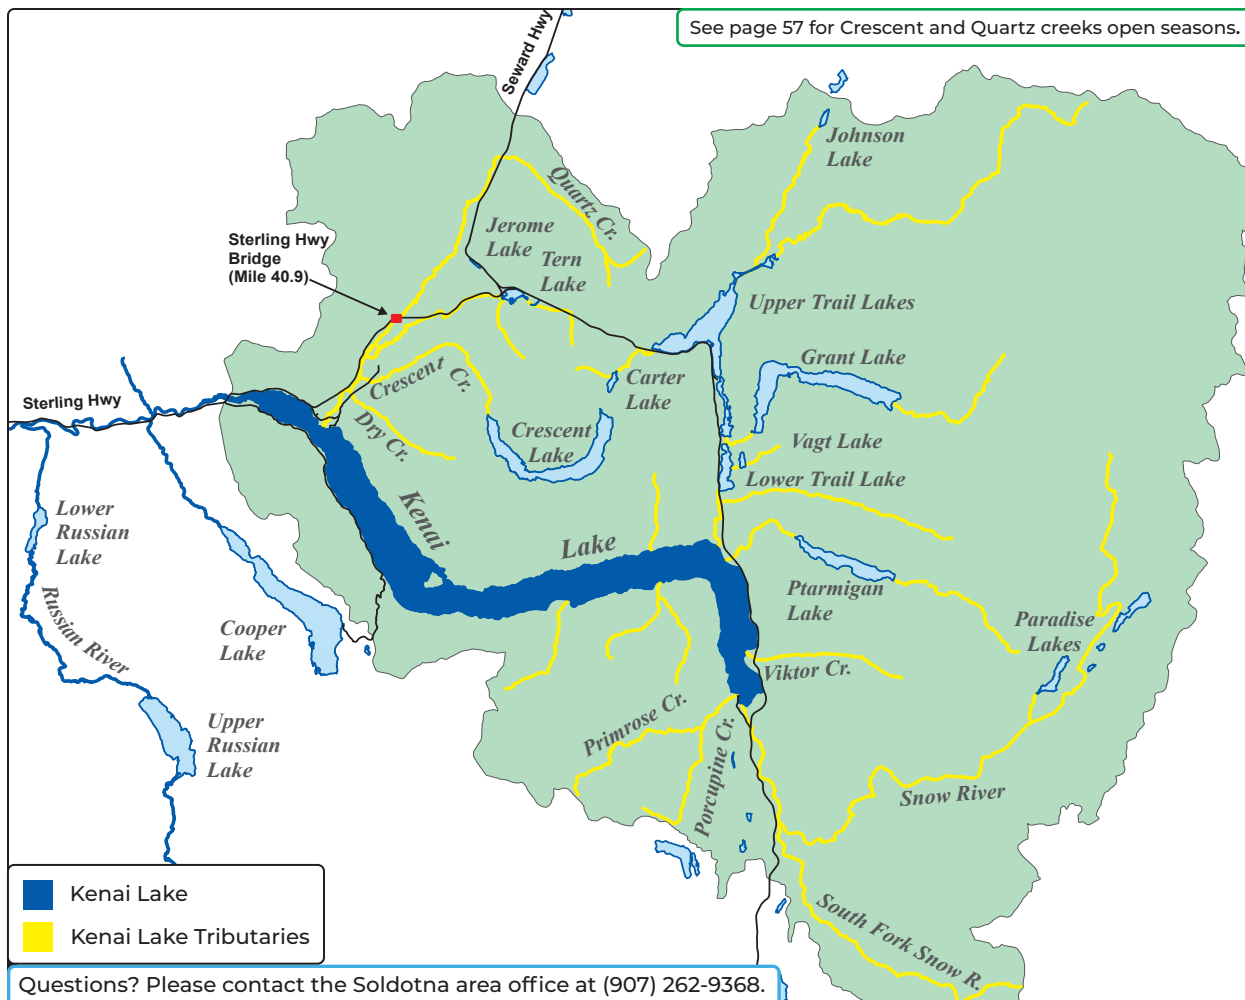 See page 57 for Crescent and Quartz creeks open seasons.
Seward Hwy
Johnson
Lake
Quartz Cr.
Jerome
Lake
Tern
Lake
Sterling Hwy
Bridge
(Mile 40.9)
Upper Trail Lakes
Grant Lake
Carter
Lake
Crescent Cr.
Sterling Hwy
Dry Cr.
Crescent
Lake
Vagt Lake
Lower Trail Lake
Kenai Lake
Lower
Russian
Lake
Ptarmigan
Lake
Russian River
Cooper
Lake
Paradise
Lakes
Viktor Cr.
Primrose Cr.
Porcupine Cr.
Upper
Russian
Lake
Snow River
South Fork Snow R.
Kenai Lake
Kenai Lake Tributaries
Questions? Please contact the Soldotna area office at (907) 262-9368.